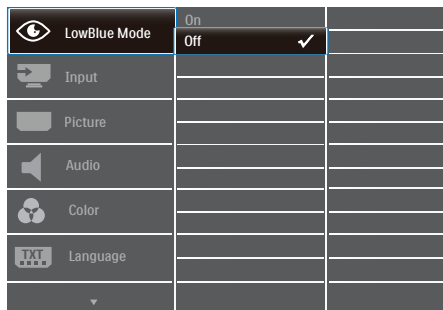 LowBlue Mode
On
Off
Input
Picture
Audio
Color
TXT
Language